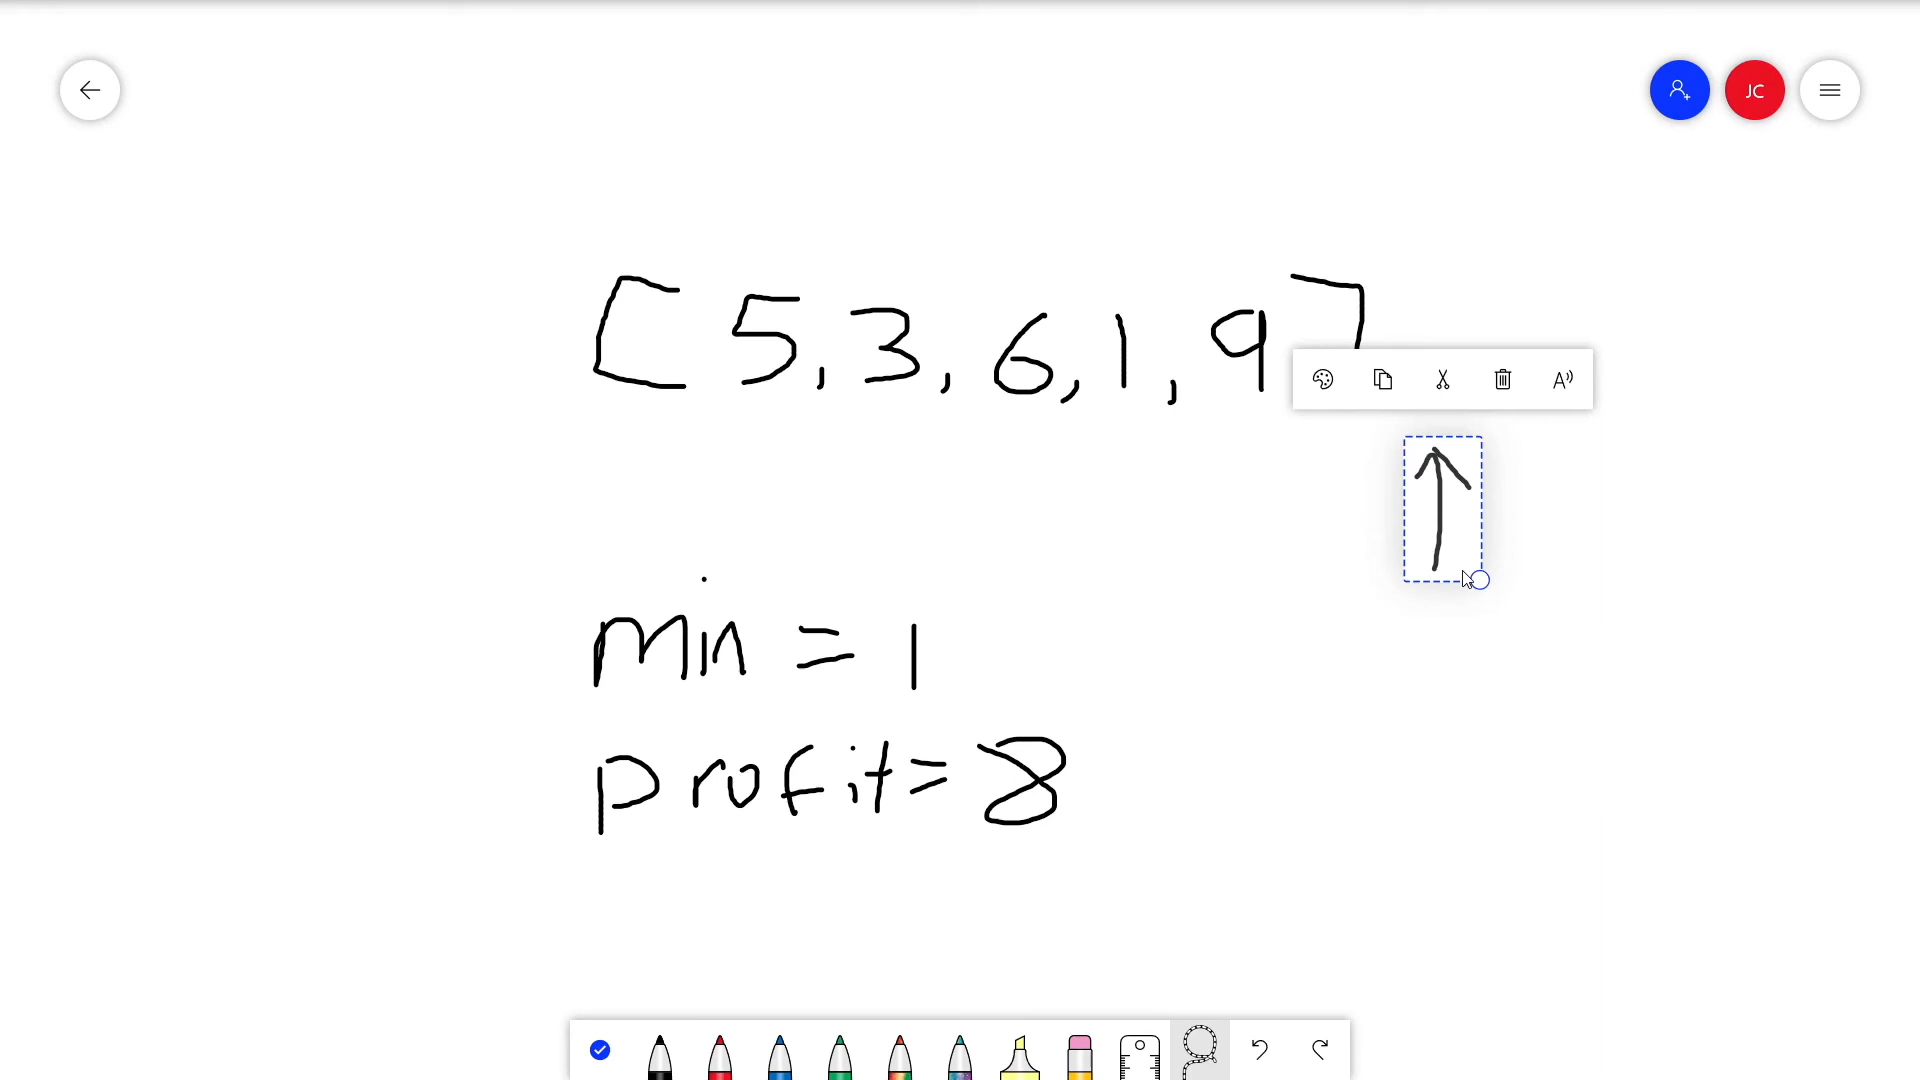 JC
[5,3,6,1,9]
min = 1
profit=8